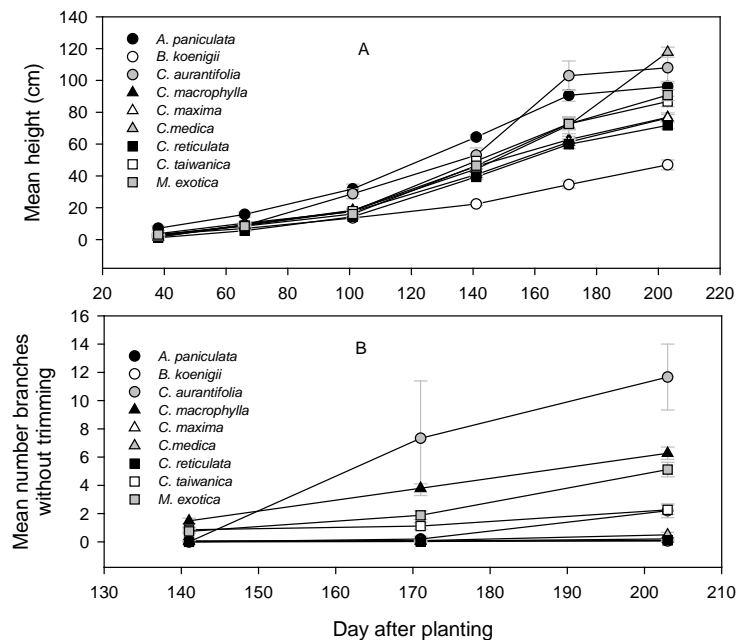 140
120
100
80
60
40
20
0
Mean height (cm)
A
A. paniculata
B. koenigii
C. aurantifolia
C. macrophylla
C. maxima
C.medica
C. reticulata
C. taiwanica
M. exotica
20 40 60 80 100 120 140 160 180 200 220
16
14
12
10
8
6
4
2
0
Mean number branches
without trimming
B
A. paniculata
B. koenigii
C. aurantifolia
C. macrophylla
C. maxima
C.medica
C. reticulata
C. taiwanica
M. exotica
130 140 150 160 170 180 190 200 210
Day after planting